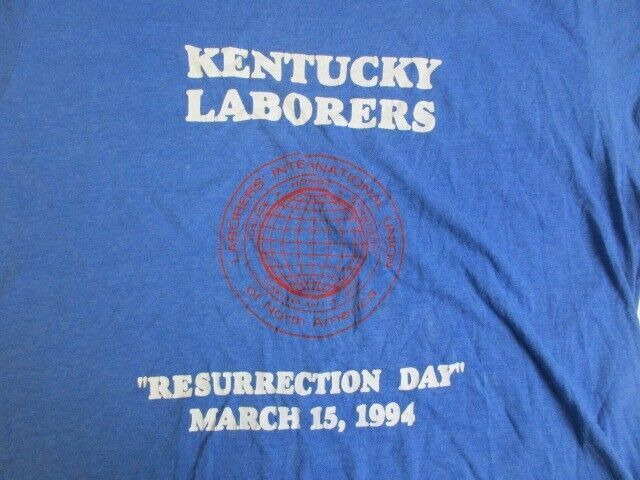 KENTUCKY
LABORERS
LABORERS' INTERNATIONAL UNION
of North America
"RESURRECTION DAY"
MARCH 15, 1994